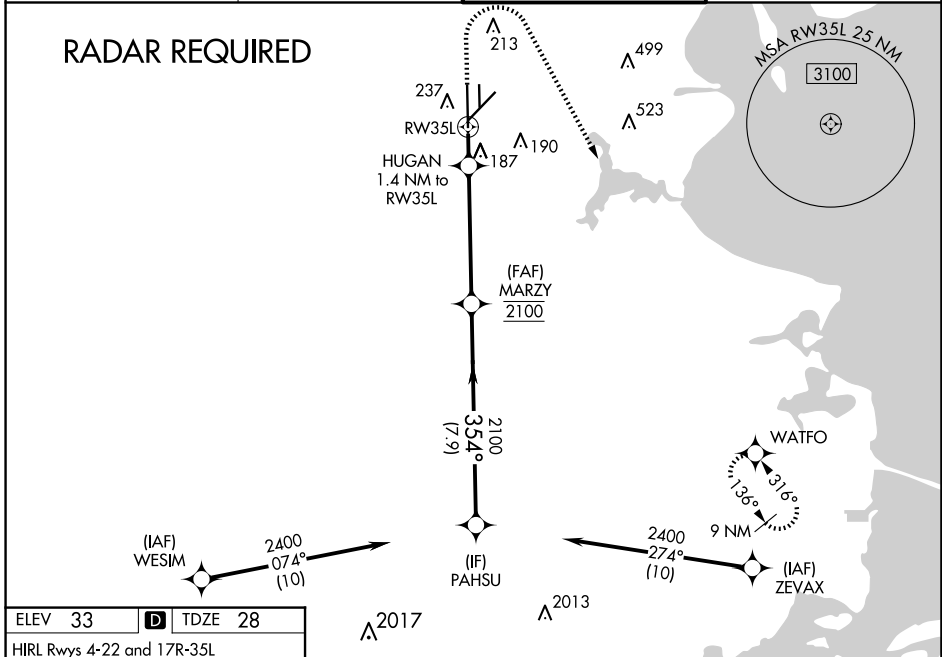 RADAR REQUIRED
213
499
MSA RW35L 25 NM
3100
237
523
RW35L
190
187
HUGAN
1.4 NM to
RW35L
(FAF)
MARZY
2100
2100
354°
(7.9)
WATFO
136°
316°
9 NM
(IAF)
WESIM
2400
074°
(10)
(IF)
PAHSU
2400
274°
(10)
(IAF)
ZEVAX
2017
2013
ELEV 33 D TDZE 28
HIRL Rwys 4-22 and 17R-35L